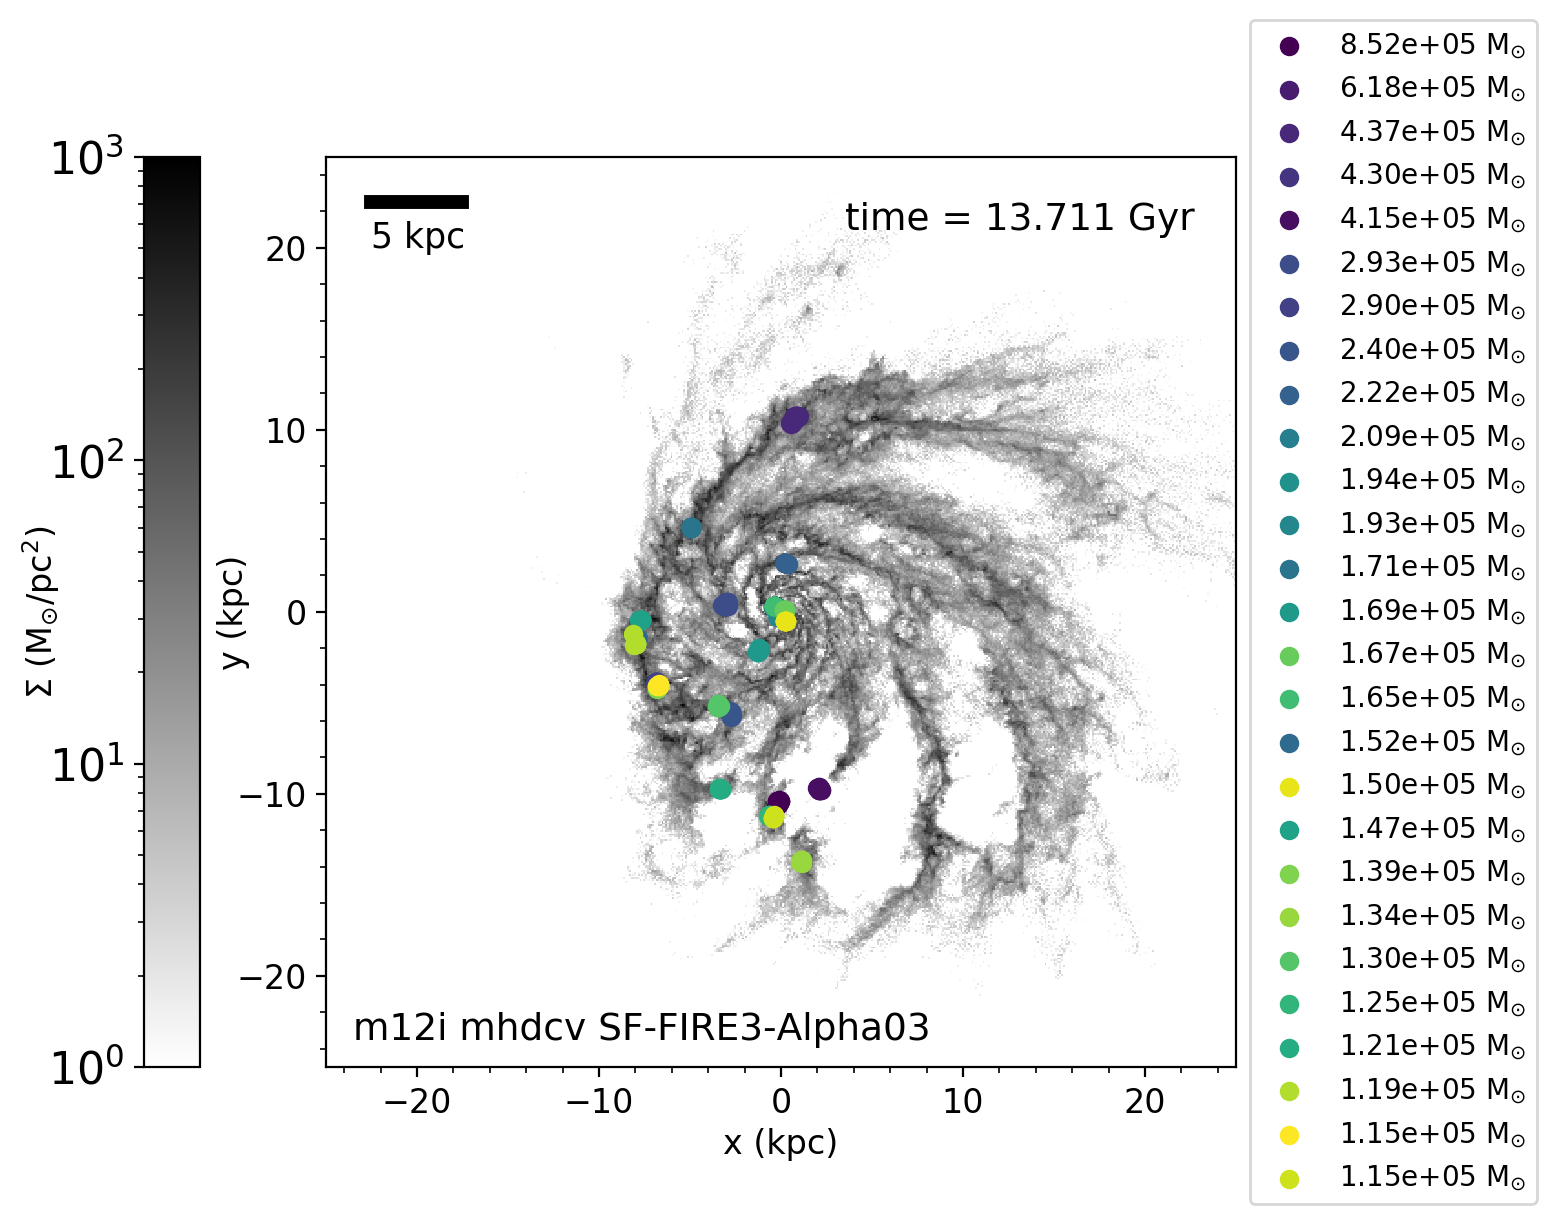 10³
10²
10¹
10⁰
Σ (M⊙/pc²)
y (kpc)
20
10
0
−10
−20
5 kpc
time = 13.711 Gyr
m12i mhdcv SF-FIRE3-Alpha03
−20 −10 0 10 20
x (kpc)
8.52e+05 M⊙
6.18e+05 M⊙
4.37e+05 M⊙
4.30e+05 M⊙
4.15e+05 M⊙
2.93e+05 M⊙
2.90e+05 M⊙
2.40e+05 M⊙
2.22e+05 M⊙
2.09e+05 M⊙
1.94e+05 M⊙
1.93e+05 M⊙
1.71e+05 M⊙
1.69e+05 M⊙
1.67e+05 M⊙
1.65e+05 M⊙
1.52e+05 M⊙
1.50e+05 M⊙
1.47e+05 M⊙
1.39e+05 M⊙
1.34e+05 M⊙
1.30e+05 M⊙
1.25e+05 M⊙
1.21e+05 M⊙
1.19e+05 M⊙
1.15e+05 M⊙
1.15e+05 M⊙